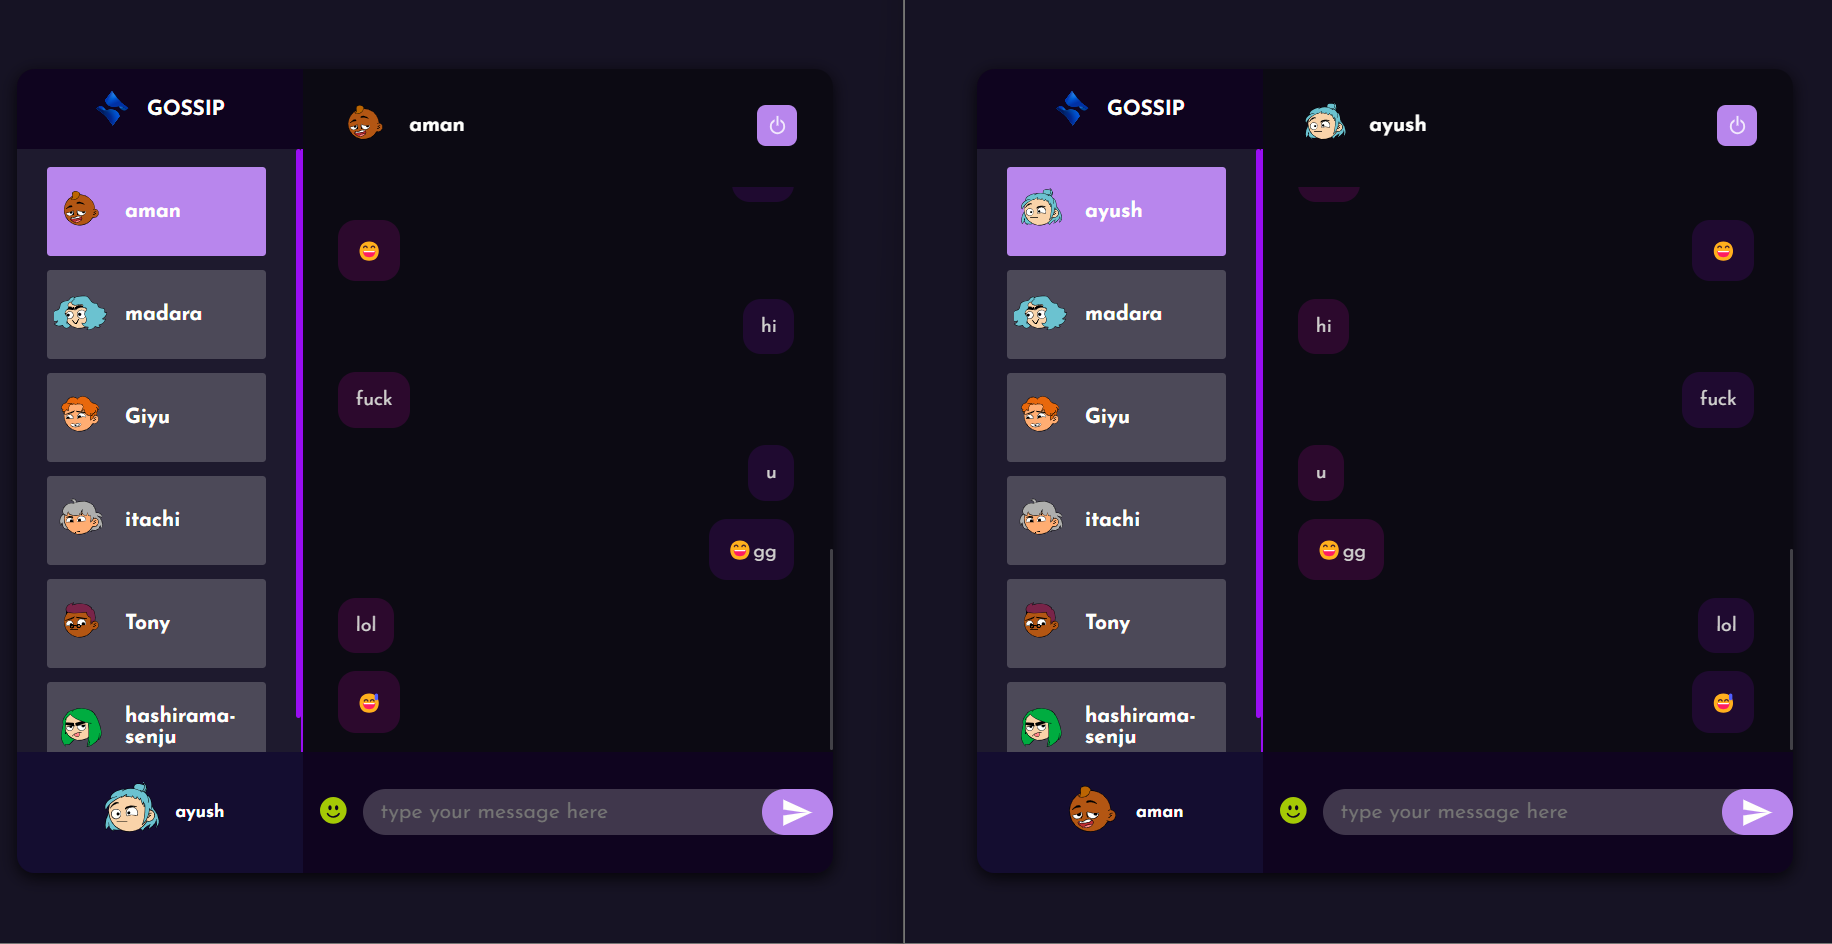 GOSSIP
aman
madara
Giyu
itachi
Tony
hashirama-
senju
ayush
aman
hi
fuck
u
😄gg
lol
type your message here
GOSSIP
ayush
madara
Giyu
itachi
Tony
hashirama-
senju
aman
ayush
hi
fuck
u
😄gg
lol
type your message here